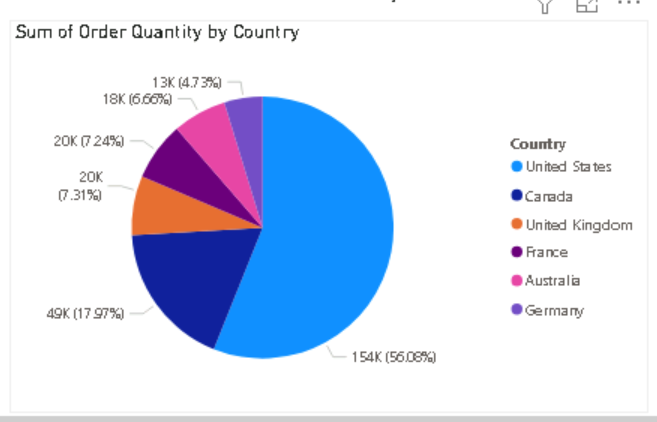 Sum of Order Quantity by Country
13K (4.73%)
18K (6.66%)
20K (7.24%)
20K
(7.31%)
49K (17.97%)
154K (56.08%)
Country
United States
Canada
United Kingdom
France
Australia
Germany